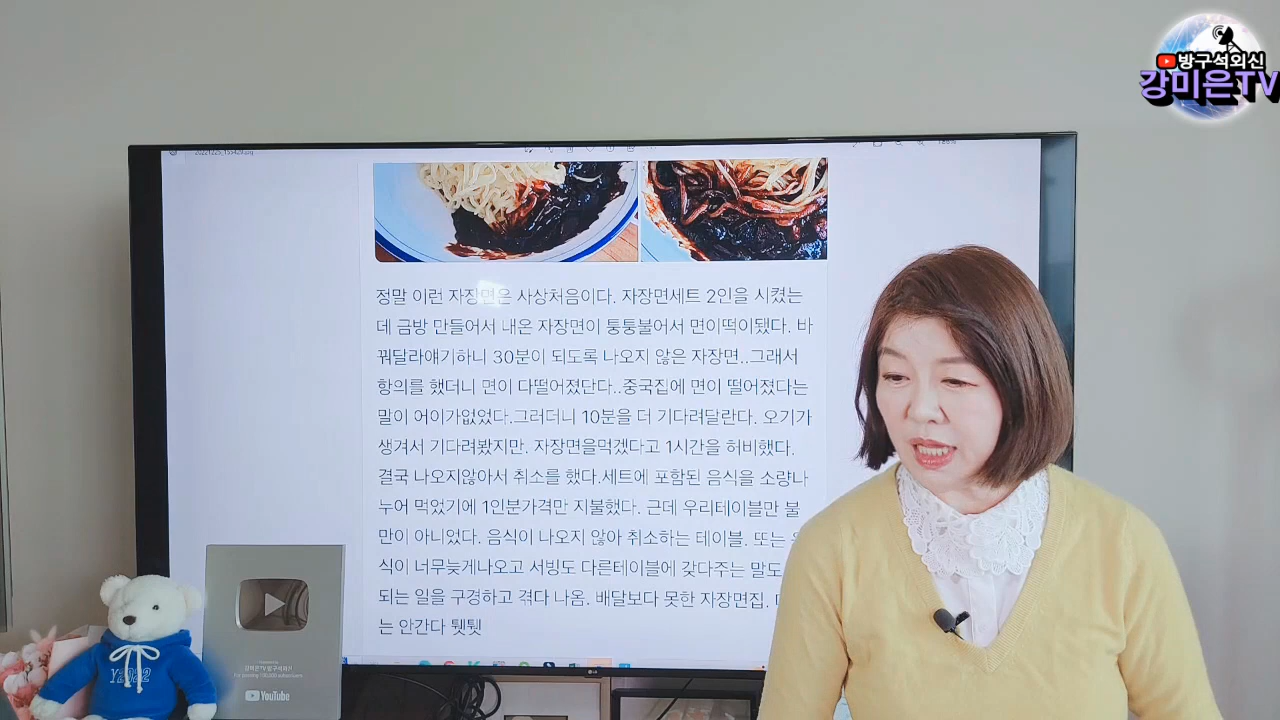 방구석외신
강미은TV
정말 이런 자장면은 사상처음이다. 자장면세트 2인을 시켰는
데 금방 만들어서 내온 자장면이 퉁퉁불어서 면이떡이됐다. 바
꿔달라얘기하니 30분이 되도록 나오지 않은 자장면..그래서
항의를 했더니 면이 다떨어졌단다..중국집에 면이 떨어졌다는
말이 어이가없었다.그러더니 10분을 더 기다려달란다. 오기가
생겨서 기다려봤지만. 자장면을먹겠다고 1시간을 허비했다.
결국 나오지않아서 취소를 했다.세트에 포함된 음식을 소량나
누어 먹었기에 1인분가격만 지불했다. 근데 우리테이블만 불
만이 아니었다. 음식이 나오지 않아 취소하는 테이블. 또는
식이 너무늦게나오고 서빙도 다른테이블에 갖다주는 말도
되는 일을 구경하고 겪다 나옴. 배달보다 못한 자장면집.
는 안간다 퉷퉷
강미은TV 방구석외신
YouTube
LG